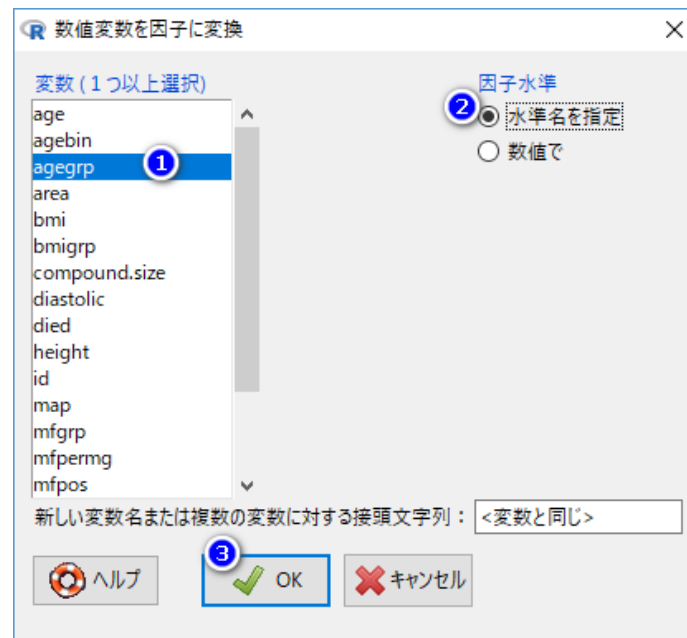 数値変数を因子に変換
変数(1つ以上選択)
因子水準
age
agebin
agegrp
area
bmi
bmigrp
compound.size
diastolic
died
height
id
map
mfgrp
mfpermg
mfpos
1
2
水準名を指定
数値で
新しい変数名または複数の変数に対する接頭文字列: <変数と同じ>
3
ヘルプ
OK
キャンセル